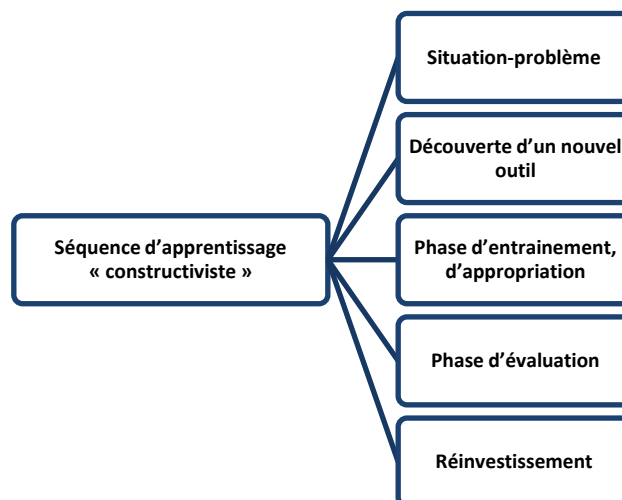 Situation-problème
Découverte d’un nouvel
outil
Séquence d’apprentissage
« constructiviste »
Phase d’entrainement,
d’appropriation
Phase d’évaluation
Réinvestissement